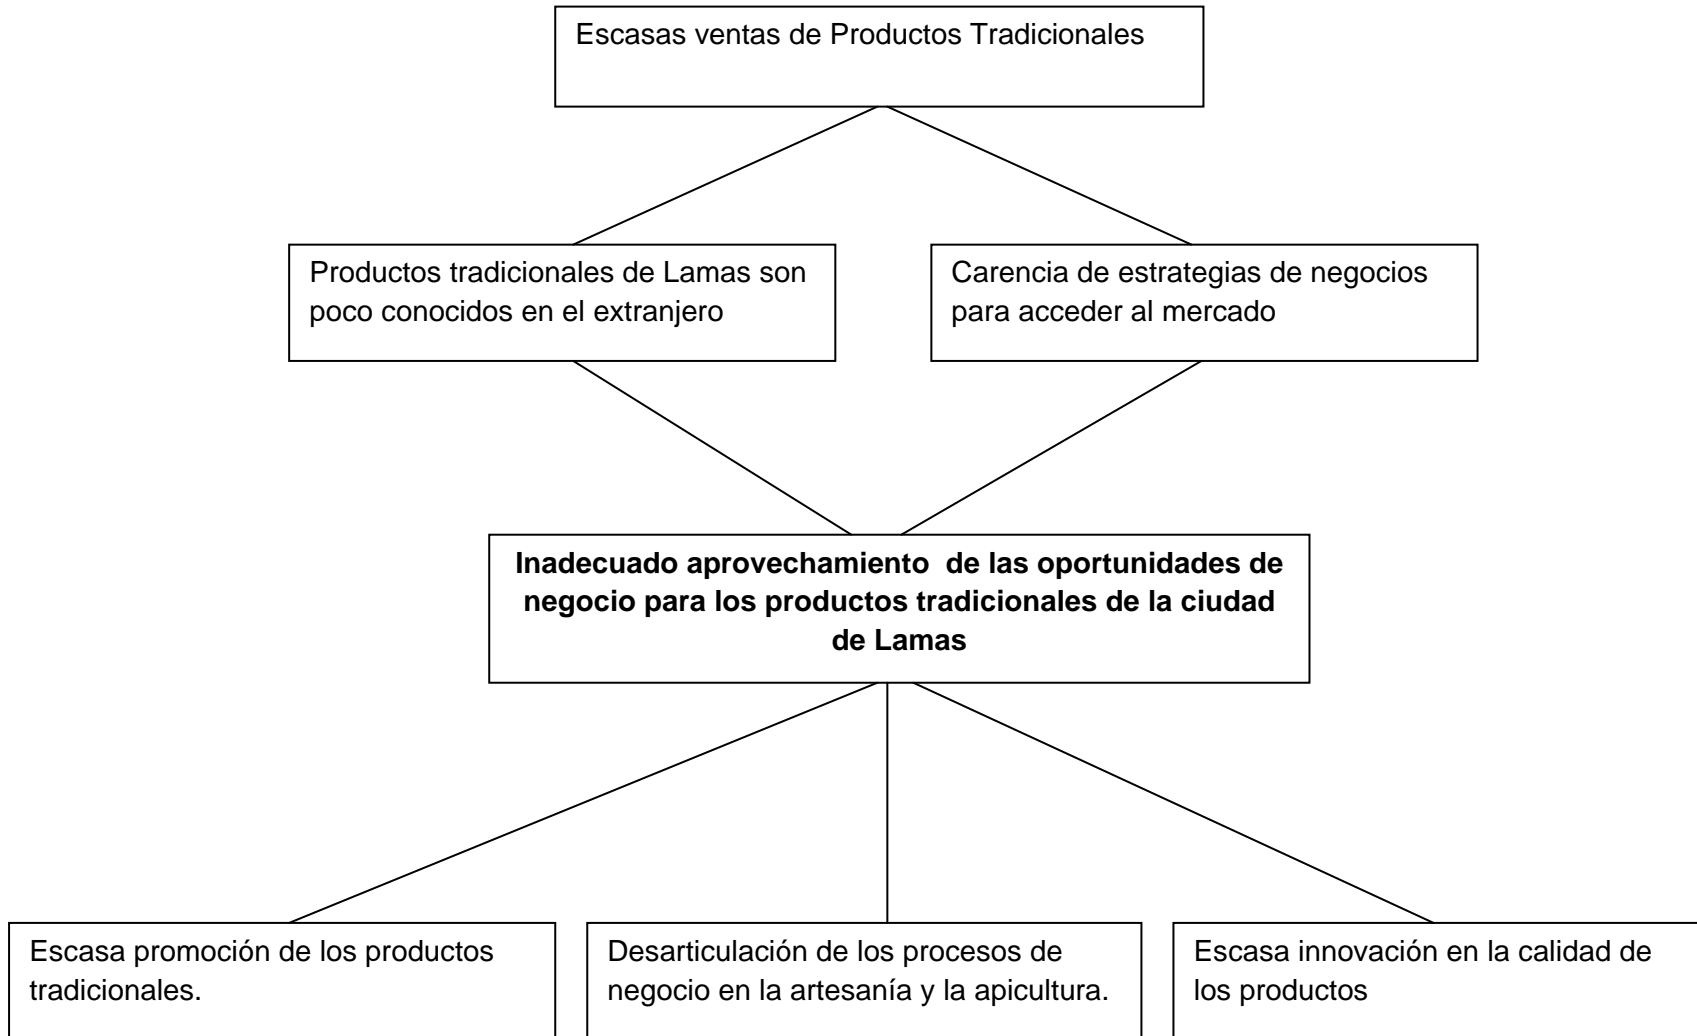 Escasas ventas de Productos Tradicionales
Productos tradicionales de Lamas son
poco conocidos en el extranjero
Carencia de estrategias de negocios
para acceder al mercado
Inadecuado aprovechamiento  de las oportunidades de
negocio para los productos tradicionales de la ciudad
de Lamas
Escasa promoción de los productos
tradicionales.
Desarticulación de los procesos de
negocio en la artesanía y la apicultura.
Escasa innovación en la calidad de
los productos